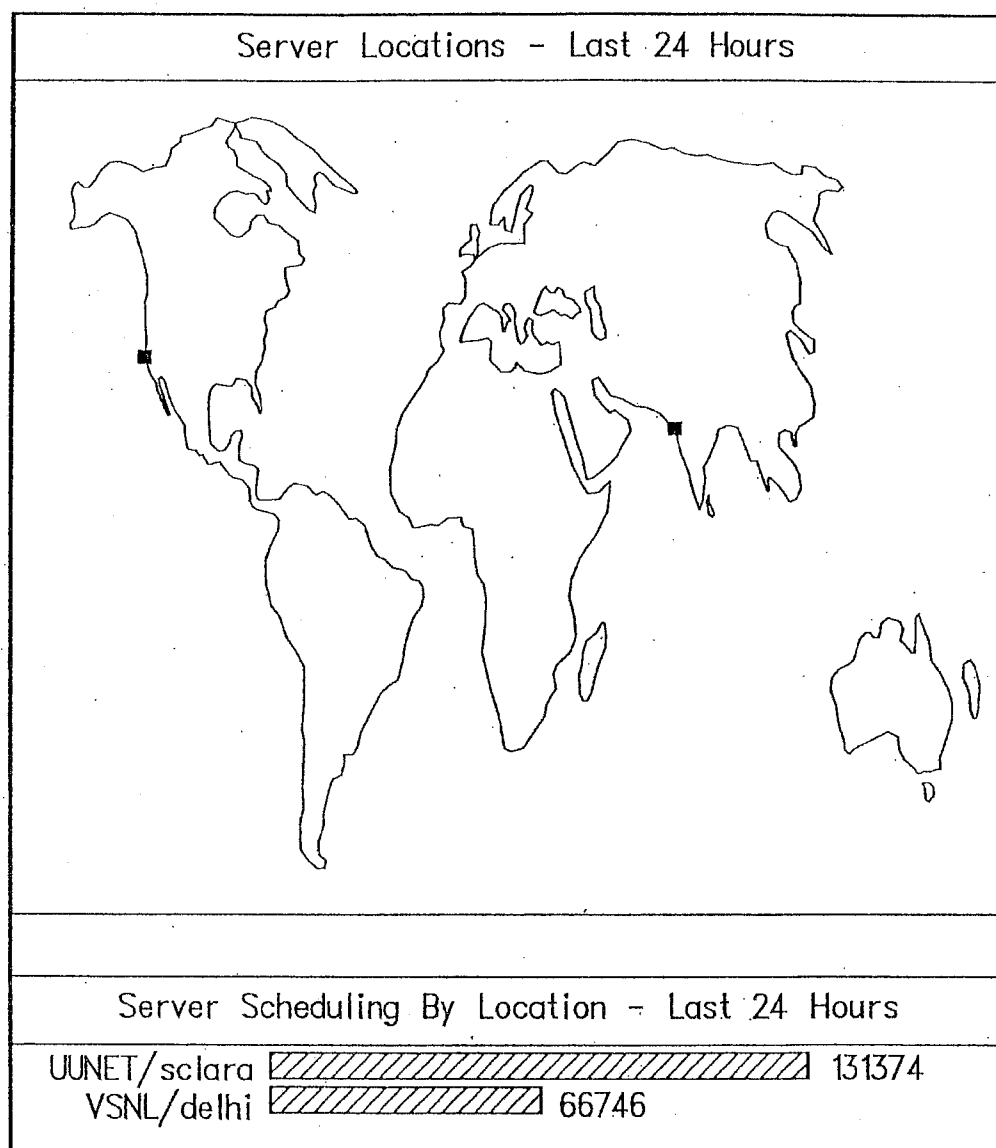 Server Locations - Last 24 Hours
Server Scheduling By Location - Last 24 Hours
UUNET/sclara 131374
VSNL/delhi 66746